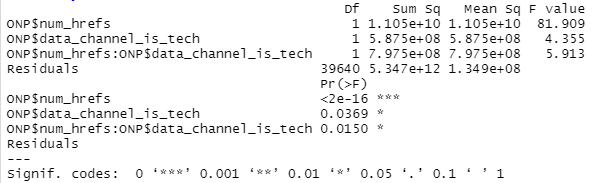 Df    Sum Sq   Mean Sq F value
ONP$num_hrefs                           1 1.105e+10 1.105e+10  81.909
ONP$data_channel_is_tech                1 5.875e+08 5.875e+08   4.355
ONP$num_hrefs:ONP$data_channel_is_tech  1 7.975e+08 7.975e+08   5.913
Residuals                           39640 5.347e+12 1.349e+08
                                       Pr(>F)
ONP$num_hrefs                          <2e-16 ***
ONP$data_channel_is_tech               0.0369 *
ONP$num_hrefs:ONP$data_channel_is_tech 0.0150 *
Residuals
---
Signif. codes:  0 ‘***’ 0.001 ‘**’ 0.01 ‘*’ 0.05 ‘.’ 0.1 ‘ ’ 1